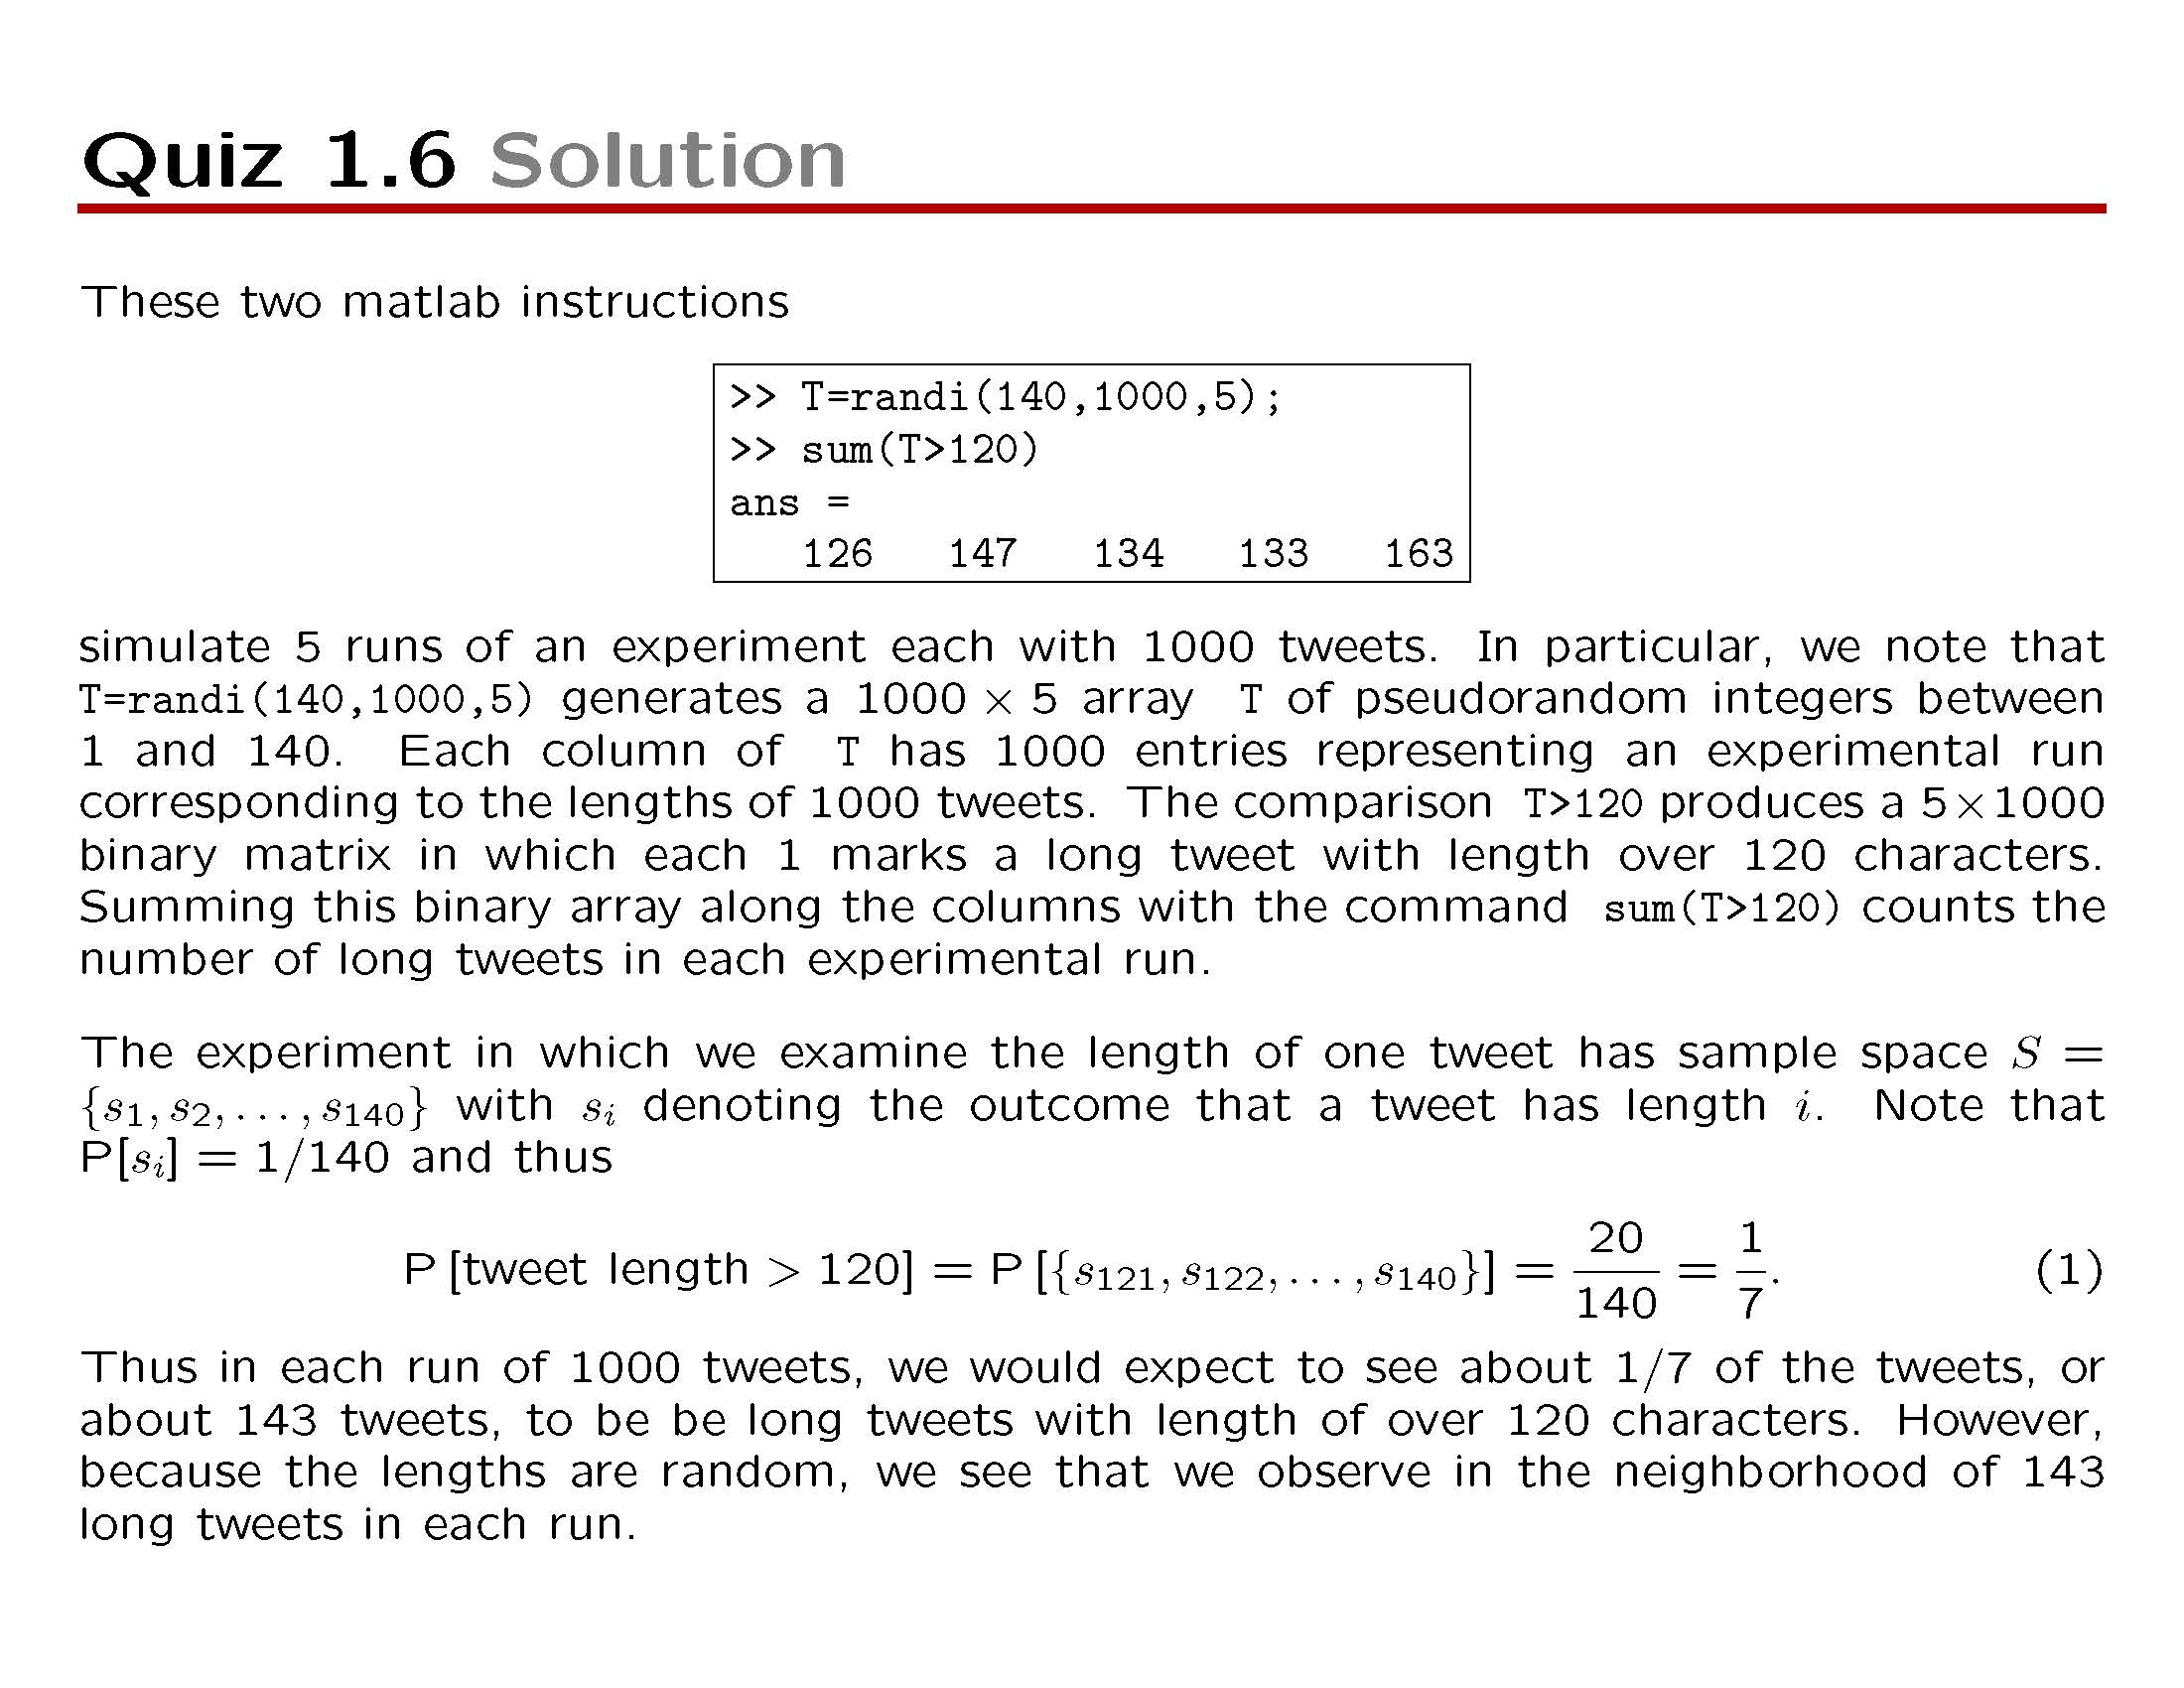 Quiz 1.6 Solution
These two matlab instructions
>> T=randi(140,1000,5);
>> sum(T>120)
ans =
126 147 134 133 163
simulate 5 runs of an experiment each with 1000 tweets. In particular, we note that
T=randi(140,1000,5) generates a 1000 × 5 array T of pseudorandom integers between
1 and 140. Each column of T has 1000 entries representing an experimental run
corresponding to the lengths of 1000 tweets. The comparison T>120 produces a 5×1000
binary matrix in which each 1 marks a long tweet with length over 120 characters.
Summing this binary array along the columns with the command sum(T>120) counts the
number of long tweets in each experimental run.
The experiment in which we examine the length of one tweet has sample space S =
{s₁, s₂, . . . , s₁₄₀} with sᵢ denoting the outcome that a tweet has length i. Note that
P[sᵢ] = 1/140 and thus
P [tweet length > 120] = P [{s₁₂₁, s₁₂₂, . . . , s₁₄₀}] = 20/140 = 1/7. (1)
Thus in each run of 1000 tweets, we would expect to see about 1/7 of the tweets, or
about 143 tweets, to be be long tweets with length of over 120 characters. However,
because the lengths are random, we see that we observe in the neighborhood of 143
long tweets in each run.